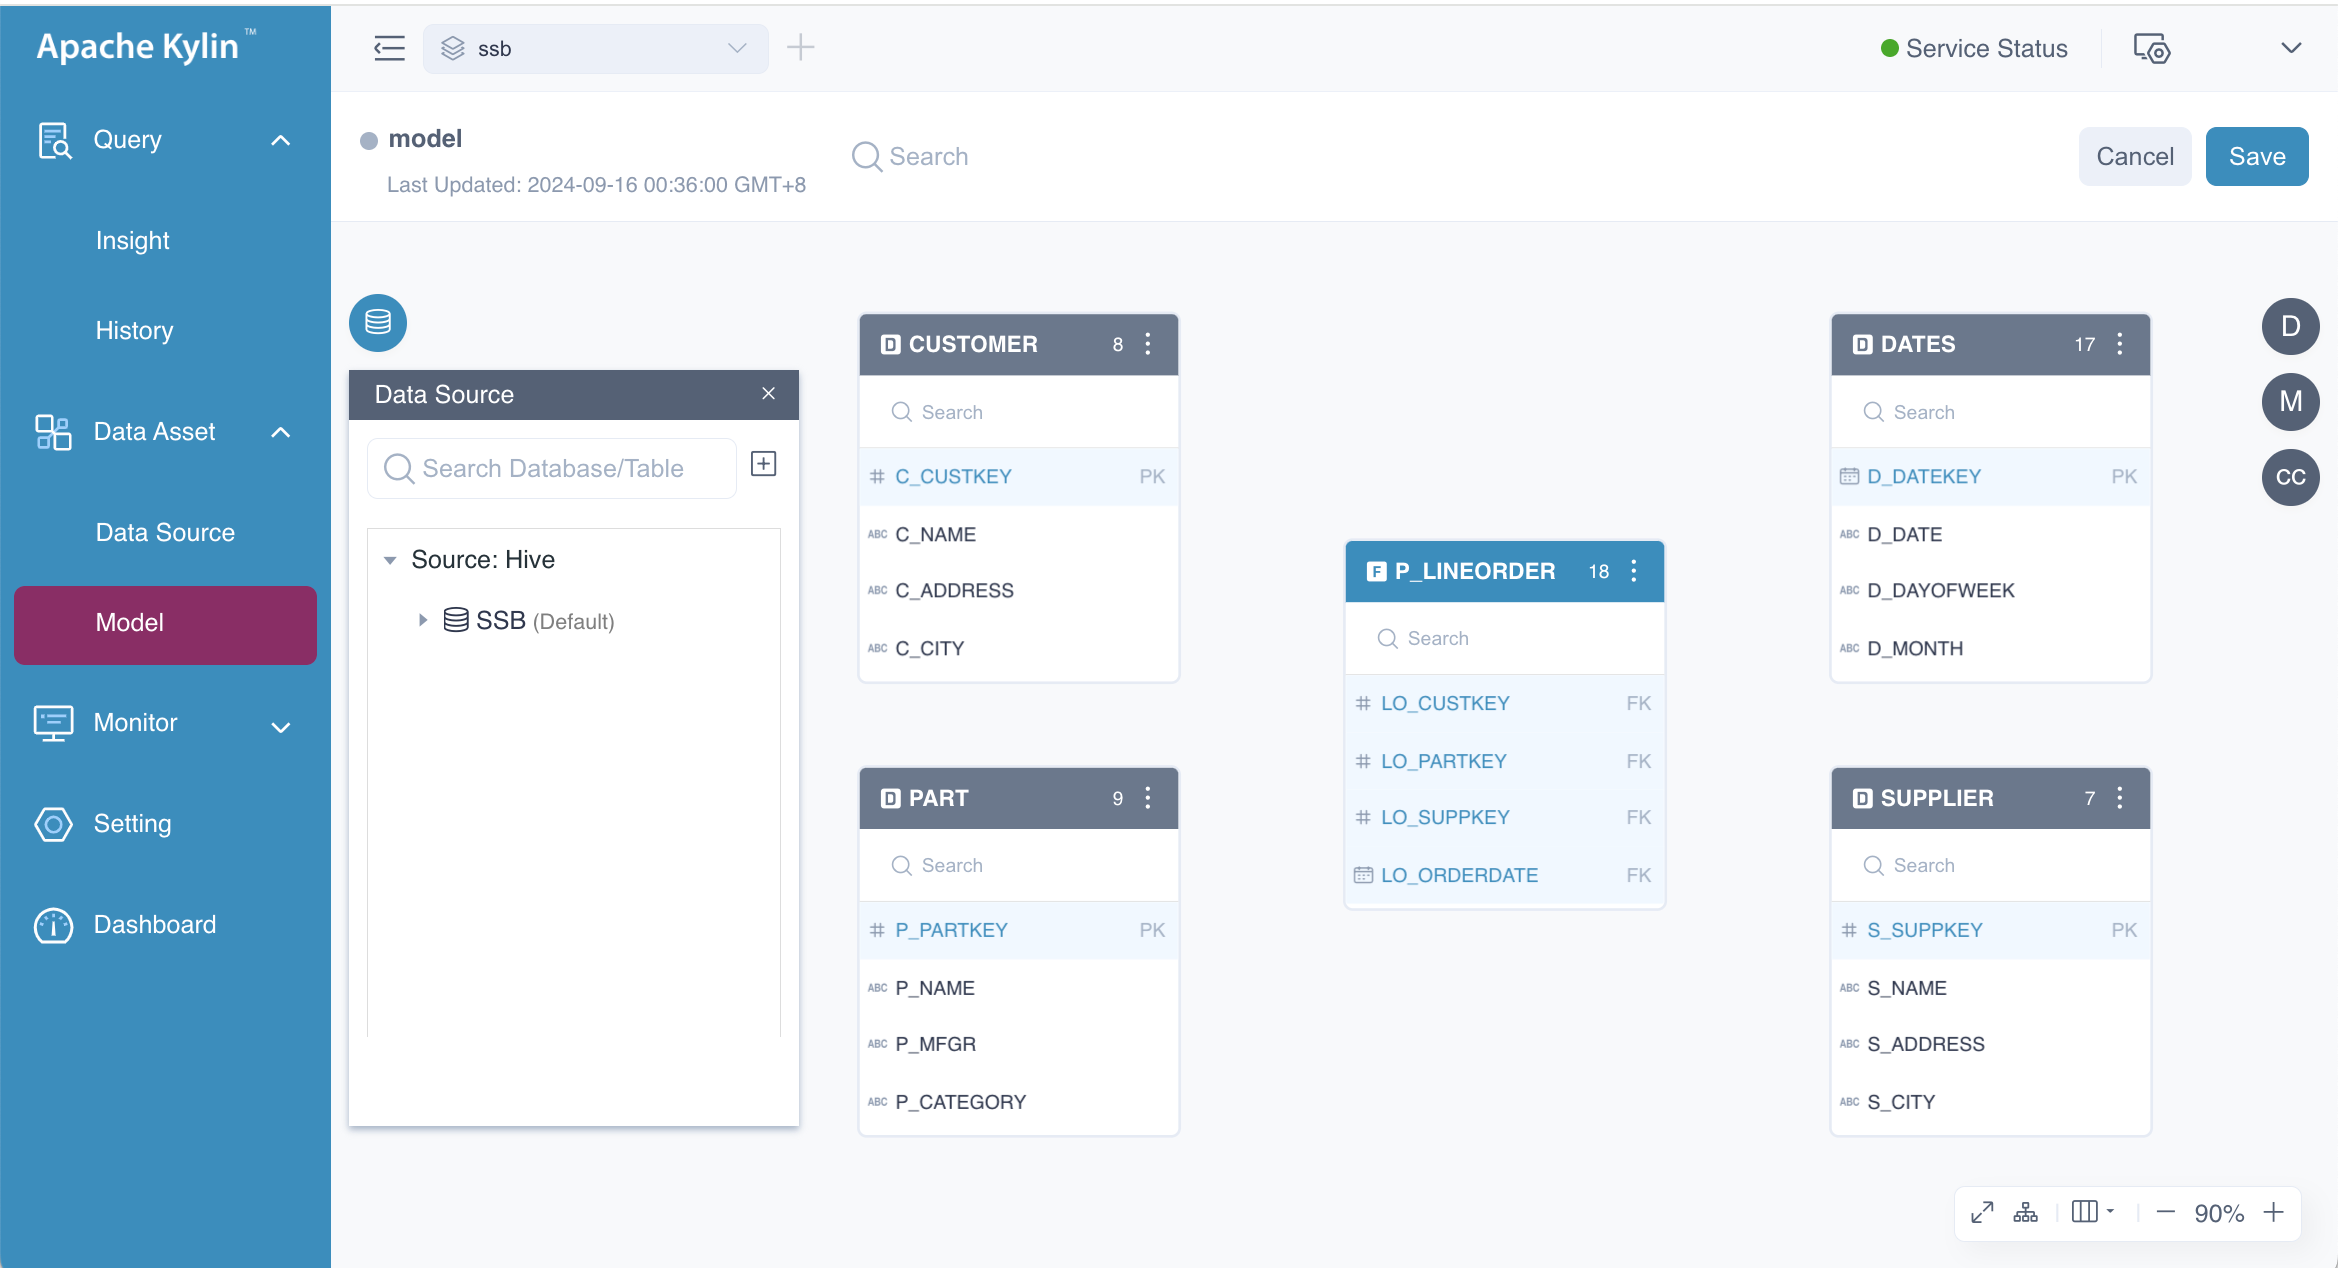 Apache Kylin ™
Query
Insight
History
Data Asset
Data Source
Model
Monitor
Setting
Dashboard
ssb
Service Status
model
Last Updated: 2024-09-16 00:36:00 GMT+8
Search
Cancel
Save
Data Source
Search Database/Table
Source: Hive
SSB (Default)
D CUSTOMER 8
Search
# C_CUSTKEY PK
ABC C_NAME
ABC C_ADDRESS
ABC C_CITY
D PART 9
Search
# P_PARTKEY PK
ABC P_NAME
ABC P_MFGR
ABC P_CATEGORY
F P_LINEORDER 18
Search
# LO_CUSTKEY FK
# LO_PARTKEY FK
# LO_SUPPKEY FK
LO_ORDERDATE FK
D DATES 17
Search
D_DATEKEY PK
ABC D_DATE
ABC D_DAYOFWEEK
ABC D_MONTH
D SUPPLIER 7
Search
# S_SUPPKEY PK
ABC S_NAME
ABC S_ADDRESS
ABC S_CITY
D
M
CC
90%